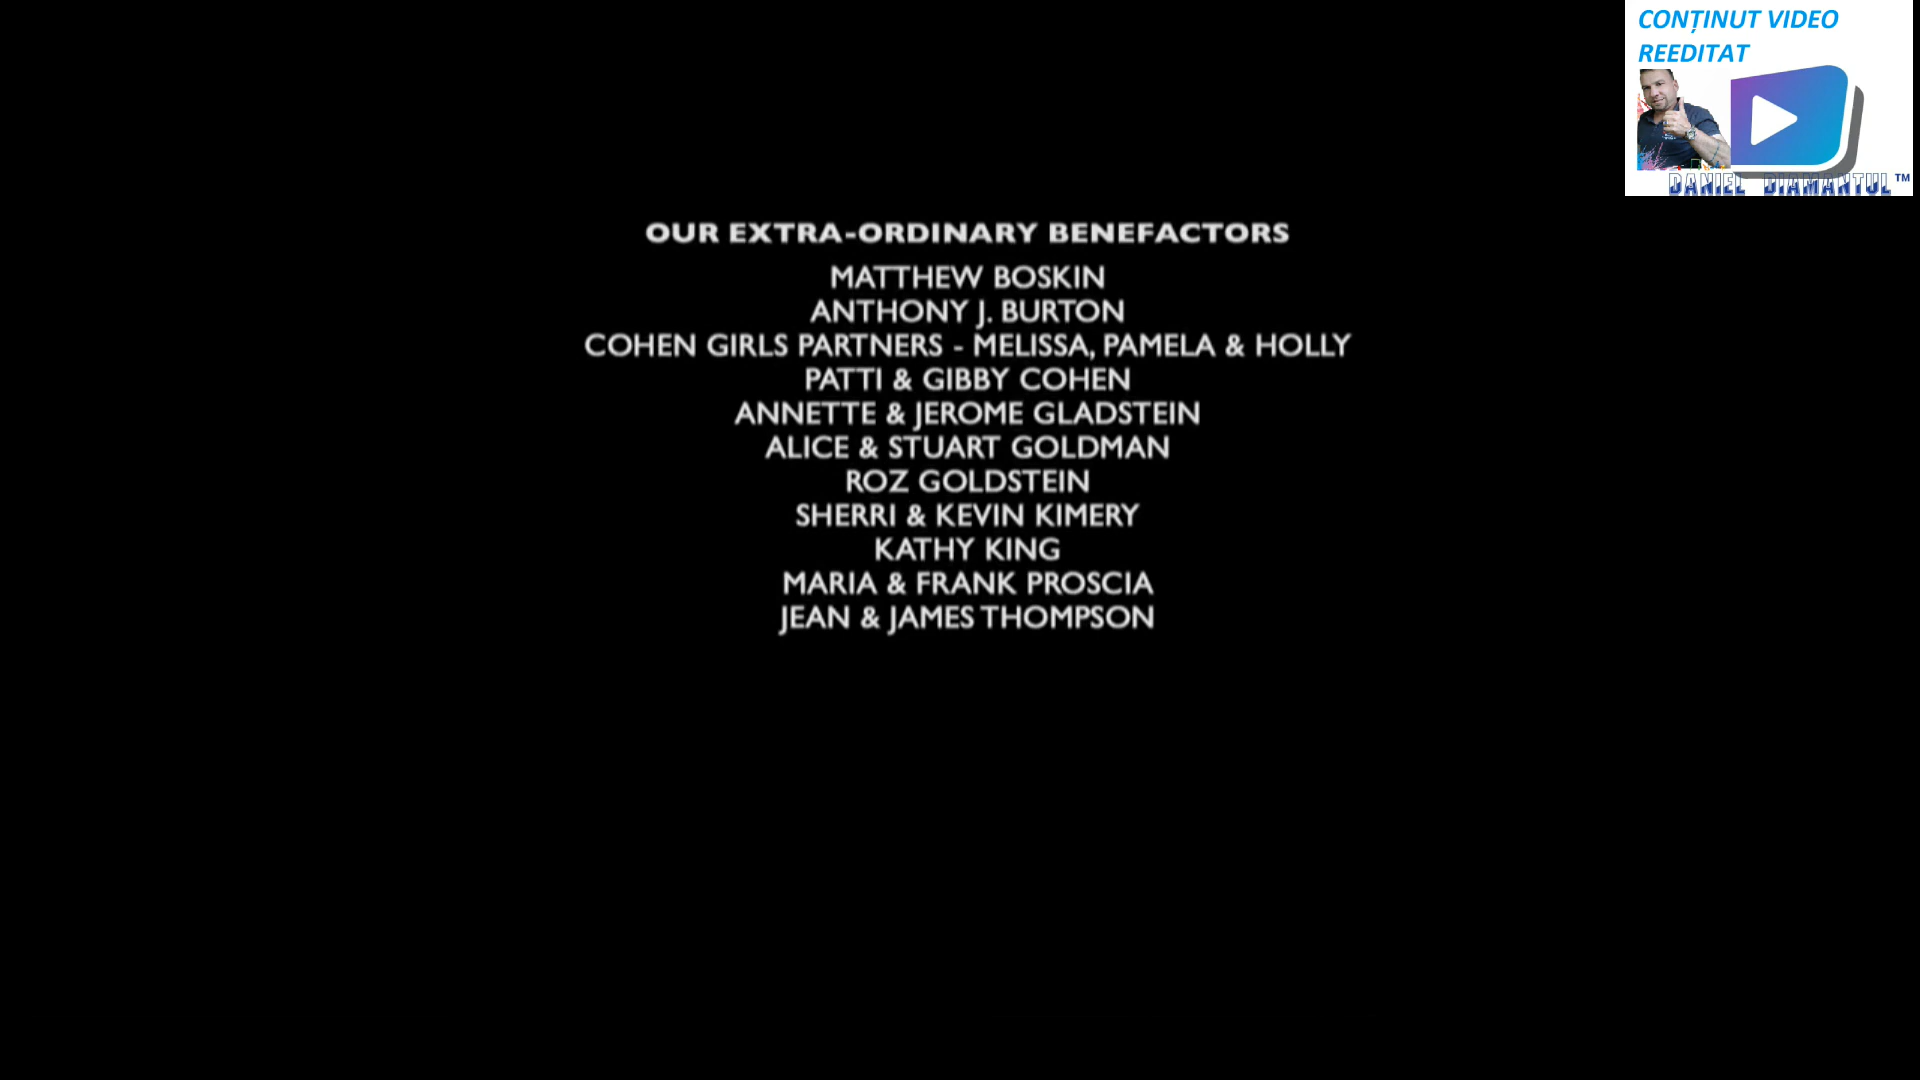 CONȚINUT VIDEO
REEDITAT
DANIEL DIAMANTUL™
OUR EXTRA-ORDINARY BENEFACTORS
MATTHEW BOSKIN
ANTHONY J. BURTON
COHEN GIRLS PARTNERS - MELISSA, PAMELA & HOLLY
PATTI & GIBBY COHEN
ANNETTE & JEROME GLADSTEIN
ALICE & STUART GOLDMAN
ROZ GOLDSTEIN
SHERRI & KEVIN KIMERY
KATHY KING
MARIA & FRANK PROSCIA
JEAN & JAMES THOMPSON